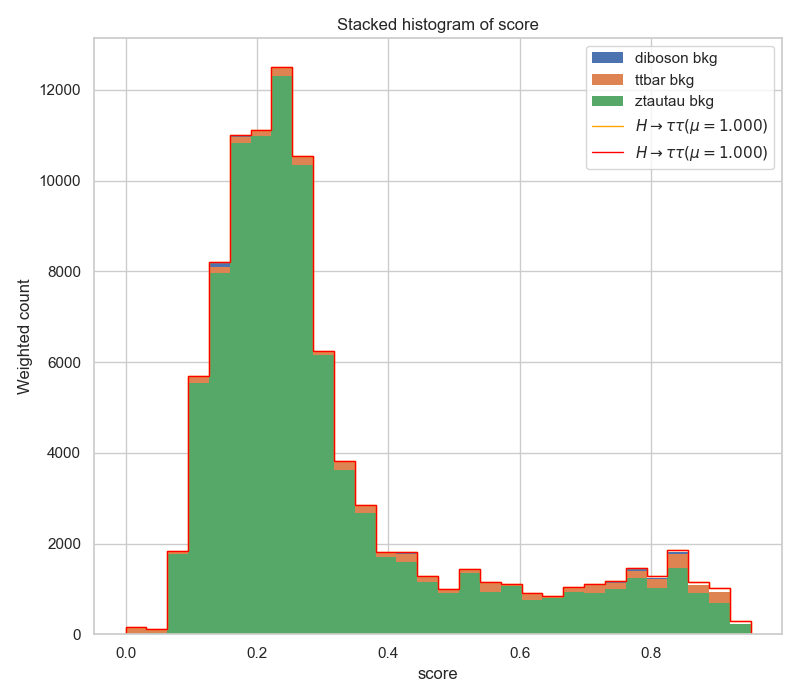 Stacked histogram of score
diboson bkg
ttbar bkg
ztautau bkg
H → ττ(μ = 1.000)
H → ττ(μ = 1.000)
Weighted count
12000
10000
8000
6000
4000
2000
0
0.0 0.2 0.4 0.6 0.8
score